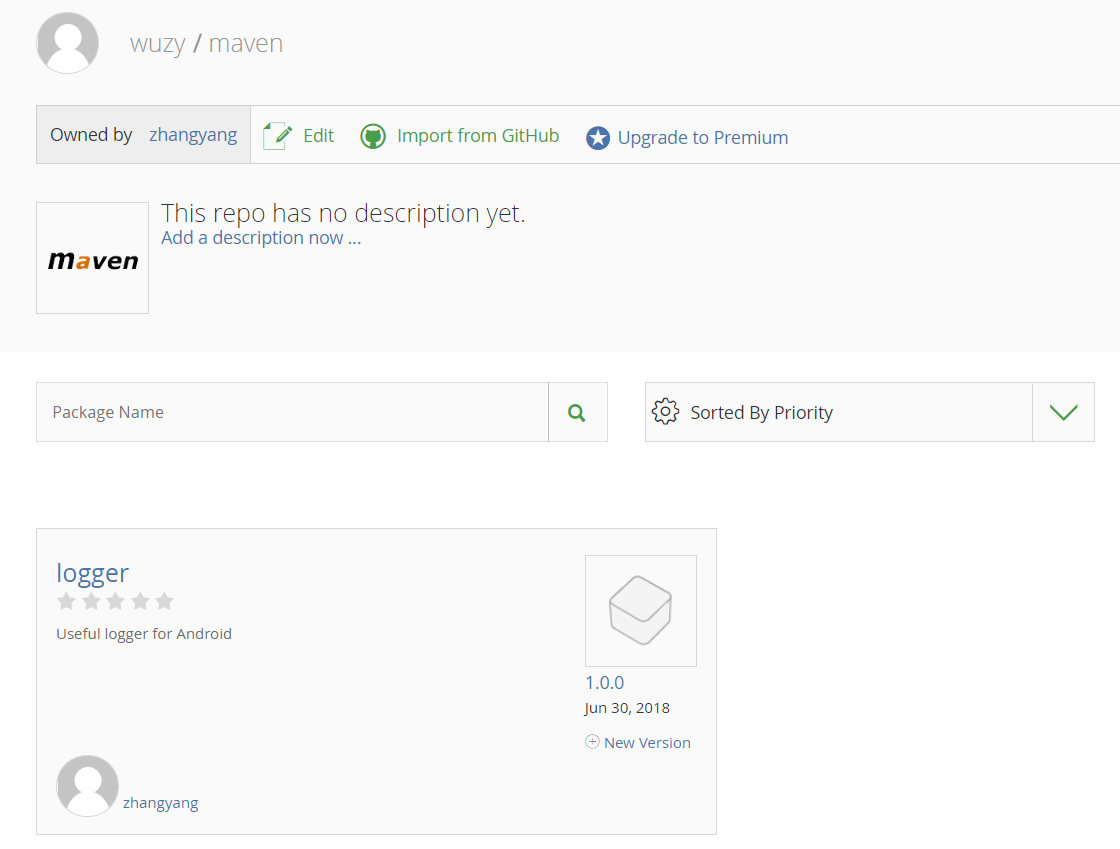 wuzy / maven
Owned by zhangyang Edit Import from GitHub Upgrade to Premium
This repo has no description yet.
Add a description now ...
maven
Package Name
Sorted By Priority
logger
Useful logger for Android
1.0.0
Jun 30, 2018
New Version
zhangyang